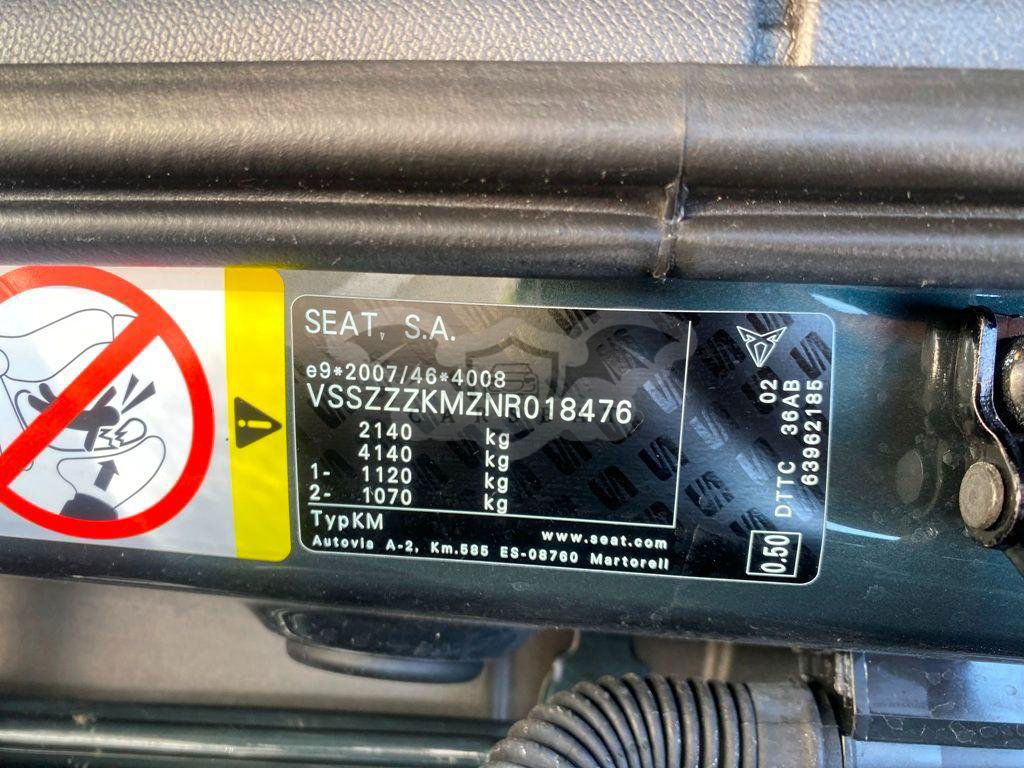 SEAT, S.A.
e9*2007/46*4008
VSSZZZKMZNR018476
2140 kg
4140 kg
1- 1120 kg
2- 1070 kg
TypKM
www.seat.com
Autovia A-2, Km.585 ES-08760 Martorell
DTTC 36AB 02
63962185
0.50